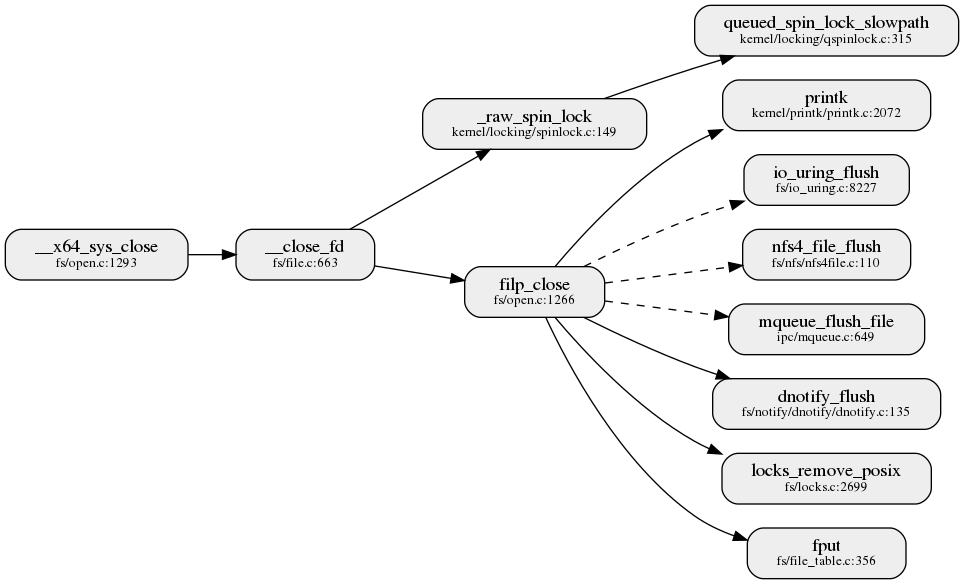 __x64_sys_close
fs/open.c:1293
__close_fd
fs/file.c:663
_raw_spin_lock
kernel/locking/spinlock.c:149
filp_close
fs/open.c:1266
queued_spin_lock_slowpath
kernel/locking/qspinlock.c:315
printk
kernel/printk/printk.c:2072
io_uring_flush
fs/io_uring.c:8227
nfs4_file_flush
fs/nfs/nfs4file.c:110
mqueue_flush_file
ipc/mqueue.c:649
dnotify_flush
fs/notify/dnotify/dnotify.c:135
locks_remove_posix
fs/locks.c:2699
fput
fs/file_table.c:356